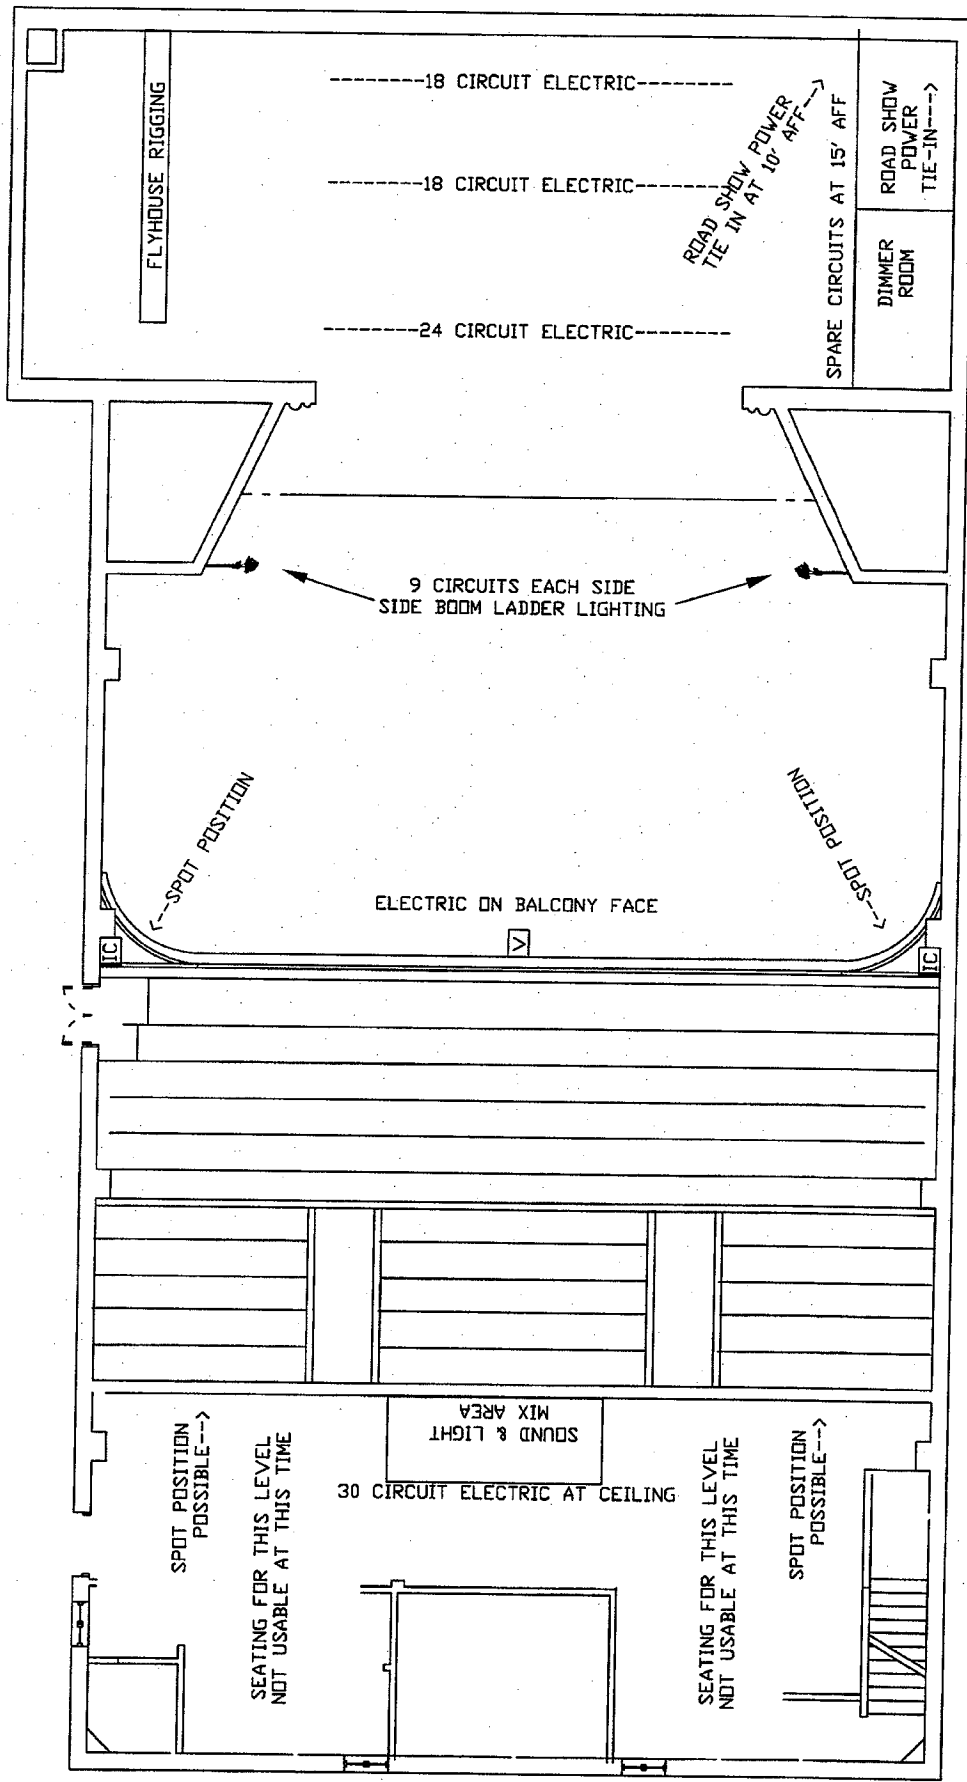 FLYHOUSE RIGGING
18 CIRCUIT ELECTRIC
18 CIRCUIT ELECTRIC
24 CIRCUIT ELECTRIC
ROAD SHOW POWER
TIE IN AT 10' AFF--->
SPARE CIRCUITS AT 15' AFF
ROAD SHOW
POWER
TIE-IN---->
DIMMER
ROOM
9 CIRCUITS EACH SIDE
SIDE BOOM LADDER LIGHTING
<---SPOT POSITION
<---SPOT POSITION
ELECTRIC ON BALCONY FACE
IC
V
IC
SOUND & LIGHT
MIX AREA
30 CIRCUIT ELECTRIC AT CEILING
SPOT POSITION
POSSIBLE--->
SEATING FOR THIS LEVEL
NOT USABLE AT THIS TIME
SEATING FOR THIS LEVEL
NOT USABLE AT THIS TIME
SPOT POSITION
POSSIBLE--->